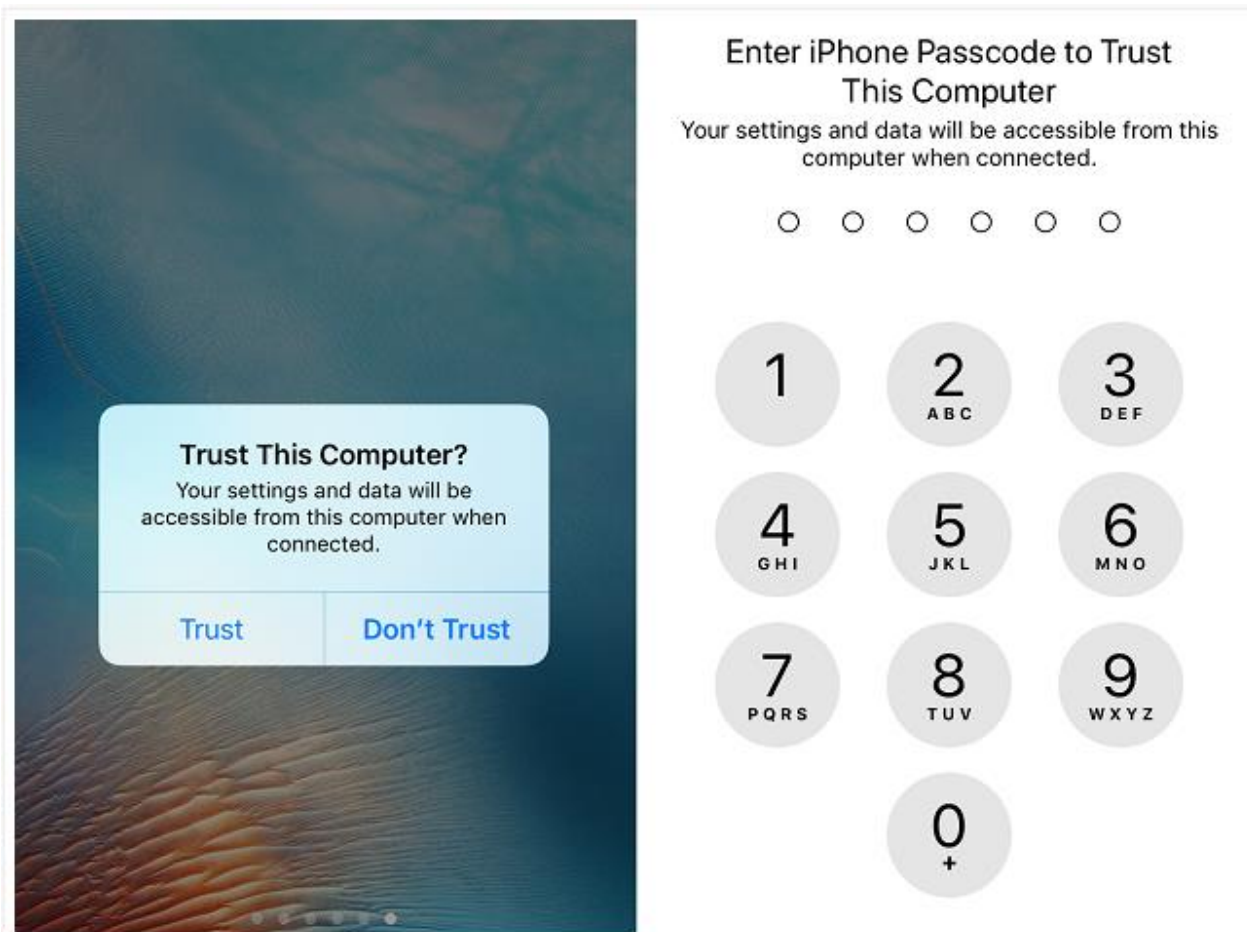 Trust This Computer?
Your settings and data will be
accessible from this computer when
connected.
Trust
Don't Trust
Enter iPhone Passcode to Trust
This Computer
Your settings and data will be accessible from this
computer when connected.
1
2
ABC
3
DEF
4
GHI
5
JKL
6
MNO
7
PQRS
8
TUV
9
WXYZ
0
+